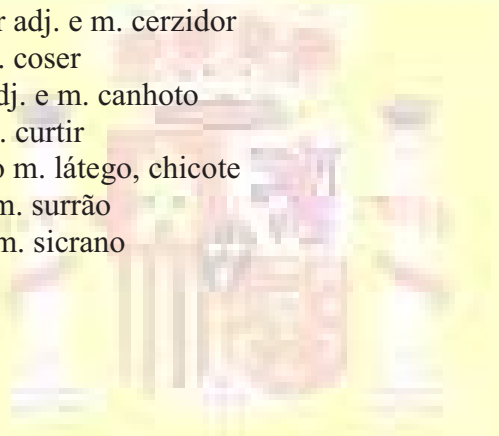 r adj. e m. cerzidor
. coser
dj. e m. canhoto
. curtir
o m. látego, chicote
m. surrão
m. sicrano